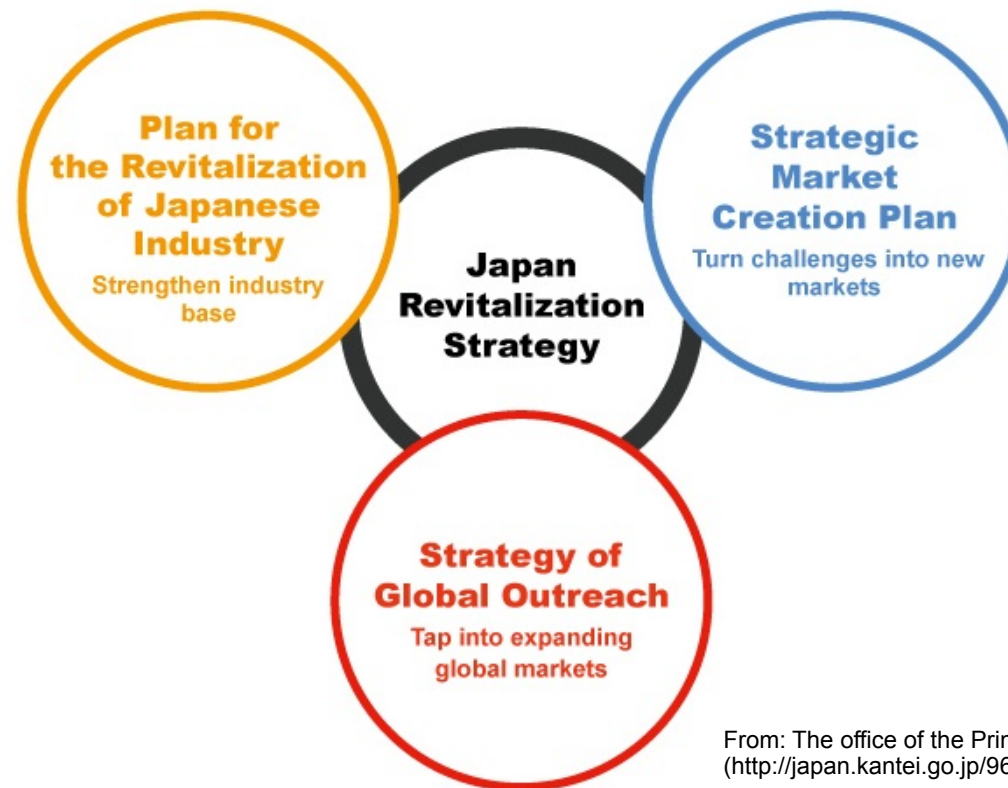 Plan for
the Revitalization
of Japanese
Industry
Strengthen industry
base
Strategic
Market
Creation Plan
Turn challenges into new
markets
Japan
Revitalization
Strategy
Strategy of
Global Outreach
Tap into expanding
global markets
From: The office of the
(http://japan.kantei.go.jp/96